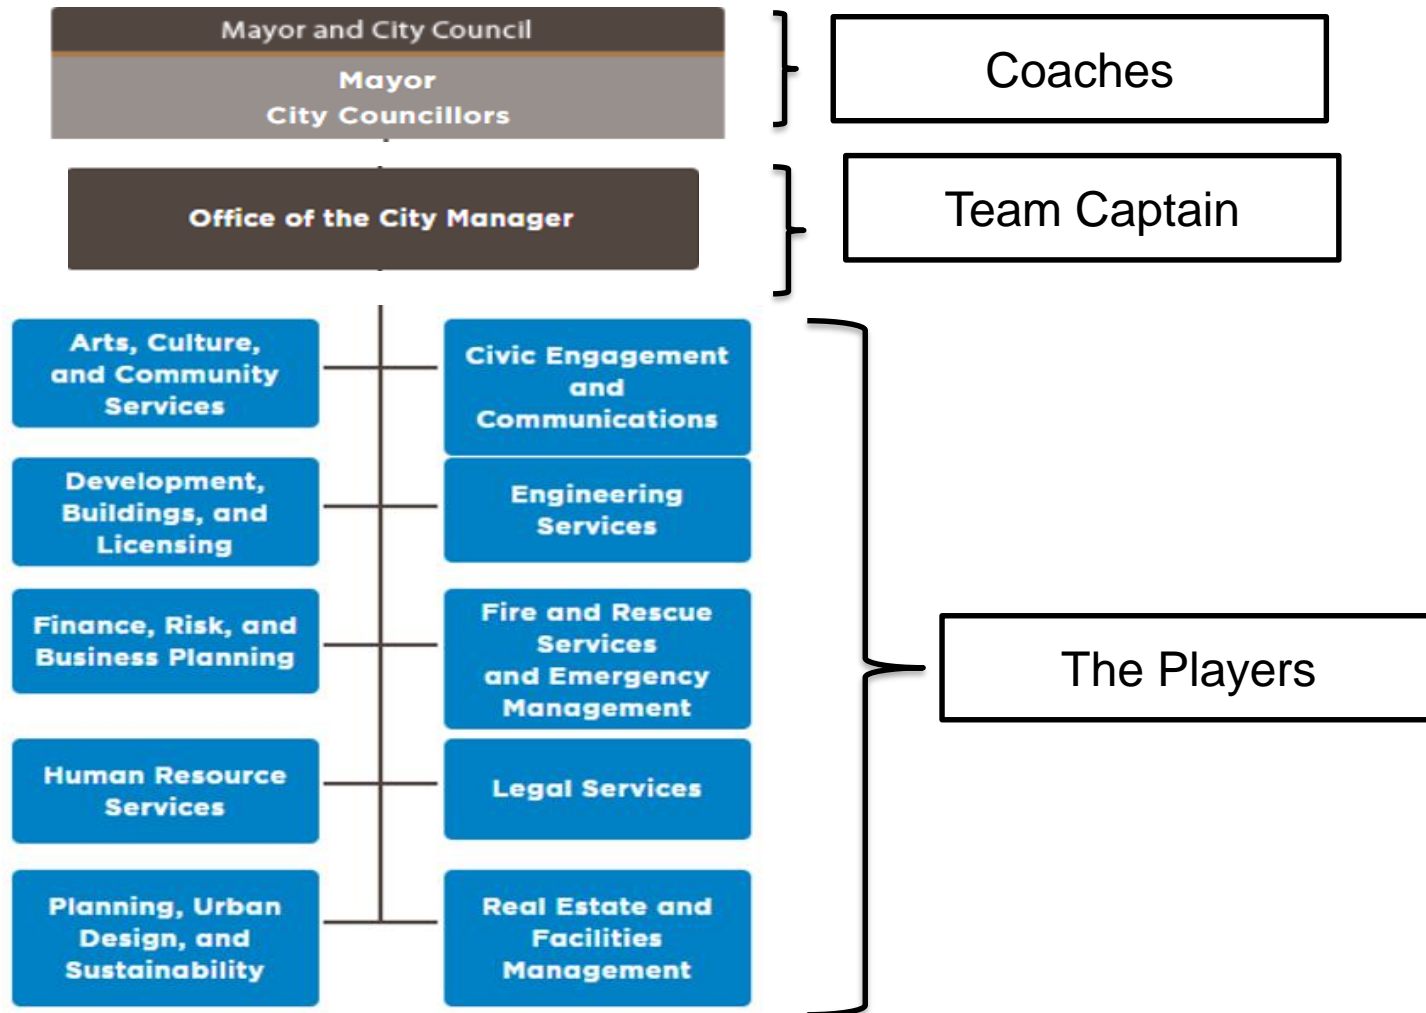 Mayor and City Council
Mayor
City Councillors
Coaches
Office of the City Manager
Team Captain
Arts, Culture,
and Community
Services
Civic Engagement
and
Communications
Development,
Buildings, and
Licensing
Engineering
Services
Finance, Risk, and
Business Planning
Fire and Rescue
Services
and Emergency
Management
The Players
Human Resource
Services
Legal Services
Planning, Urban
Design, and
Sustainability
Real Estate and
Facilities
Management